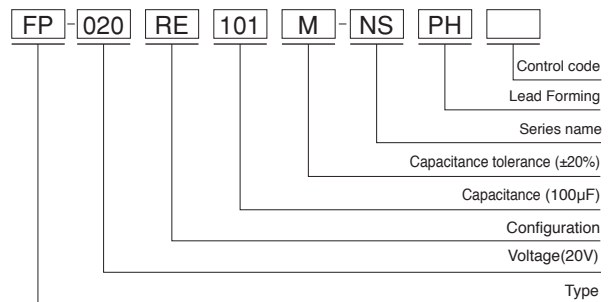 FP - 020 RE 101 M - NS PH
Control code
Lead Forming
Series name
Capacitance tolerance (±20%)
Capacitance (100µF)
Configuration
Voltage(20V)
Type